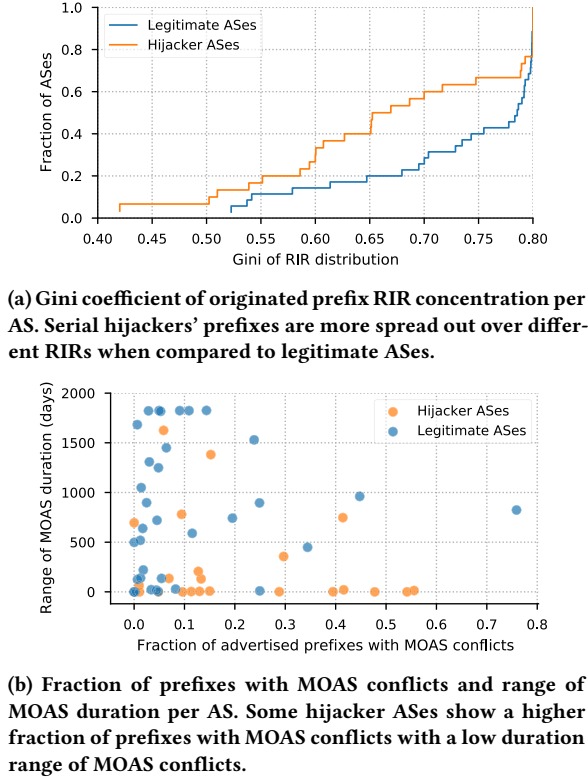 1.0
0.8
0.6
0.4
0.2
0.0
Fraction of ASes
Legitimate ASes
Hijacker ASes
0.40 0.45 0.50 0.55 0.60 0.65 0.70 0.75 0.80
Gini of RIR distribution
(a) Gini coefficient of originated prefix RIR concentration per
AS. Serial hijackers’ prefixes are more spread out over differ-
ent RIRs when compared to legitimate ASes.
2000
1500
1000
500
0
Range of MOAS duration (days)
Hijacker ASes
Legitimate ASes
0.0 0.1 0.2 0.3 0.4 0.5 0.6 0.7 0.8
Fraction of advertised prefixes with MOAS conflicts
(b) Fraction of prefixes with MOAS conflicts and range of
MOAS duration per AS. Some hijacker ASes show a higher
fraction of prefixes with MOAS conflicts with a low duration
range of MOAS conflicts.